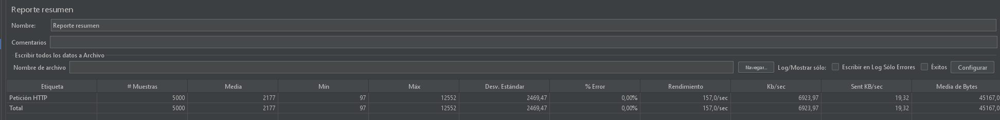 Reporte resumen
Nombre: Reporte resumen
Comentarios
Escribir todos los datos a Archivo
Nombre de archivo Navegar... Log/Mostrar sólo: Escribir en Log Sólo Errores Éxitos Configurar
Etiqueta # Muestras Media Mín Máx Desv. Estándar % Error Rendimiento Kb/sec Sent KB/sec Media de Bytes
Petición HTTP 5000 2177 97 12552 2469,47 0,00% 157,0/sec 6923,97 19,32 45167,0
Total 5000 2177 97 12552 2469,47 0,00% 157,0/sec 6923,97 19,32 45167,0